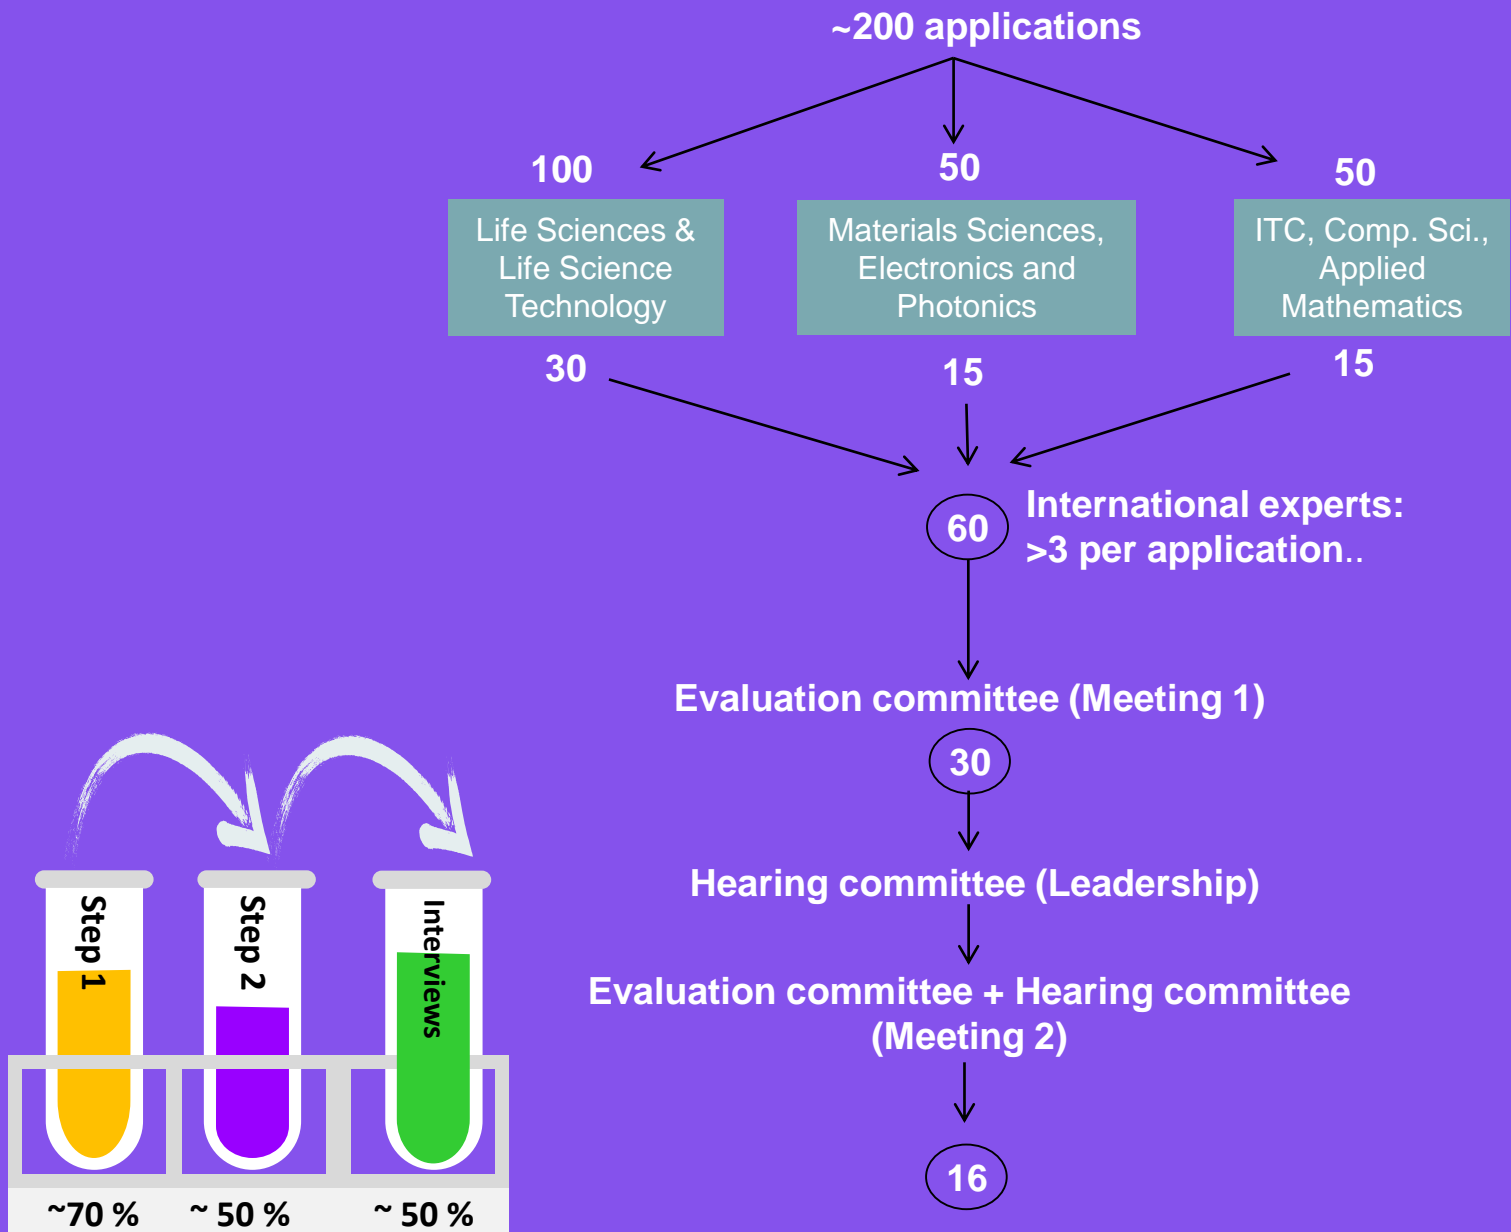 ~200 applications
100
50
50
Life Sciences &
Life Science
Technology
Materials Sciences,
Electronics and
Photonics
ITC, Comp. Sci.,
Applied
Mathematics
30
15
15
60
International experts:
>3 per application..
Evaluation committee (Meeting 1)
30
Hearing committee (Leadership)
Evaluation committee + Hearing committee
(Meeting 2)
16
Step 1
Step 2
Interviews
~70 %
~ 50 %
~ 50 %